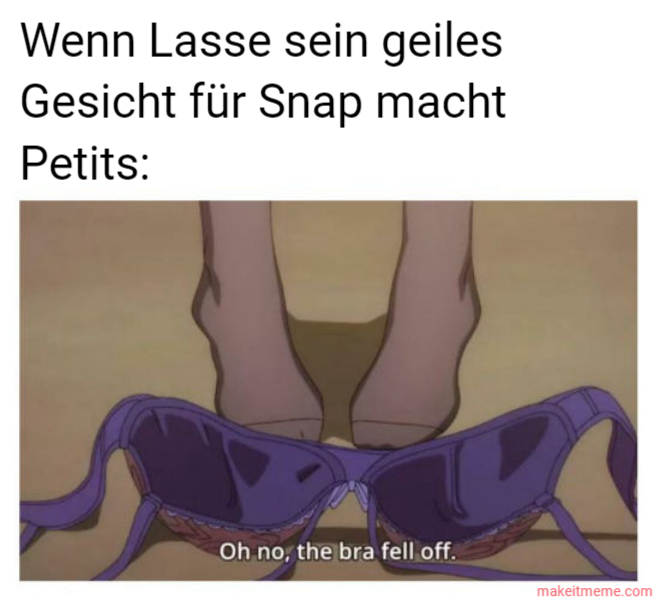 Wenn Lasse sein geiles
Gesicht für Snap macht
Petits:
Oh no, the bra fell off.
makeitmeme.com